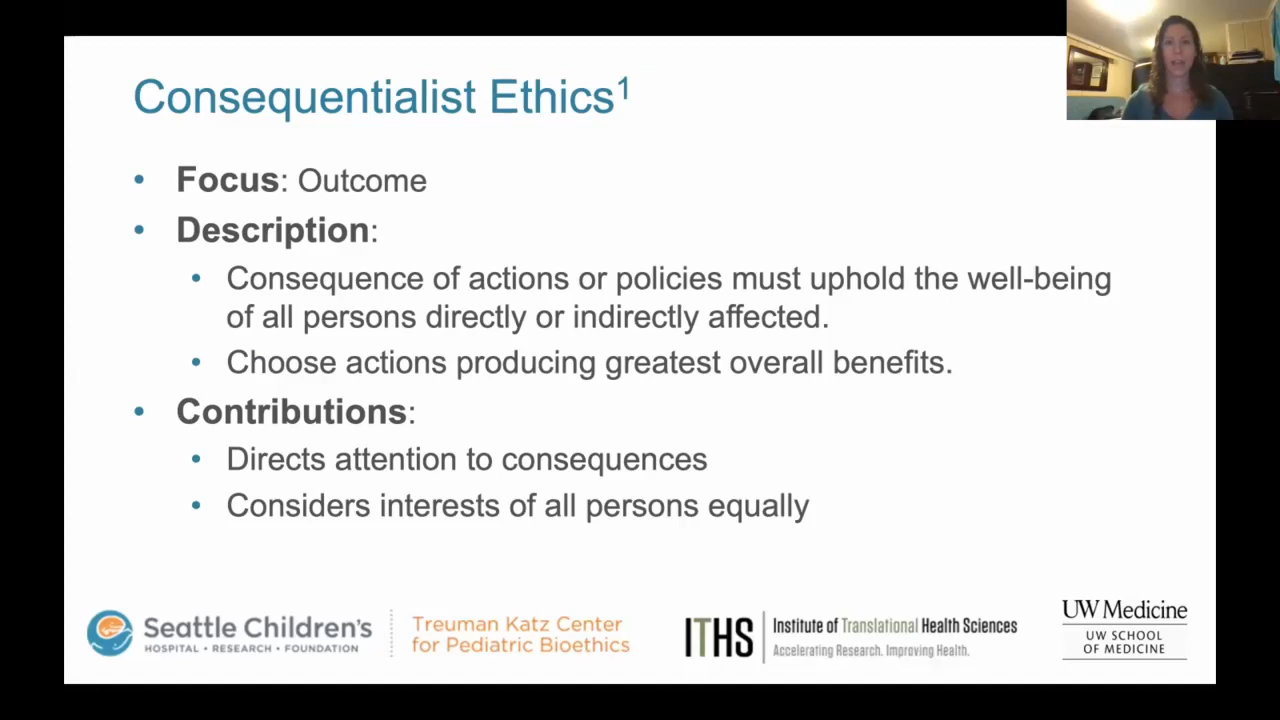 Consequentialist Ethics¹
• Focus: Outcome
• Description:
• Consequence of actions or policies must uphold the well-being
of all persons directly or indirectly affected.
• Choose actions producing greatest overall benefits.
• Contributions:
• Directs attention to consequences
• Considers interests of all persons equally
Seattle Children's
HOSPITAL • RESEARCH • FOUNDATION
Treuman Katz Center
for Pediatric Bioethics
ITHS
Institute of Translational Health Sciences
Accelerating Research. Improving Health.
UW Medicine
UW SCHOOL
OF MEDICINE